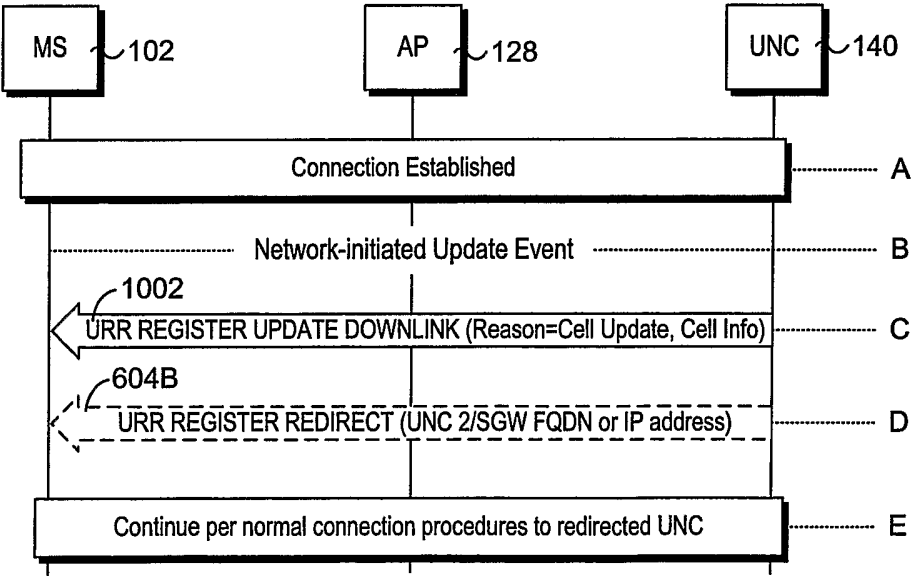 MS 102 AP 128 UNC 140
Connection Established A
Network-initiated Update Event B
1002
URR REGISTER UPDATE DOWNLINK (Reason=Cell Update, Cell Info) C
604B
URR REGISTER REDIRECT (UNC 2/SGW FQDN or IP address) D
Continue per normal connection procedures to redirected UNC E